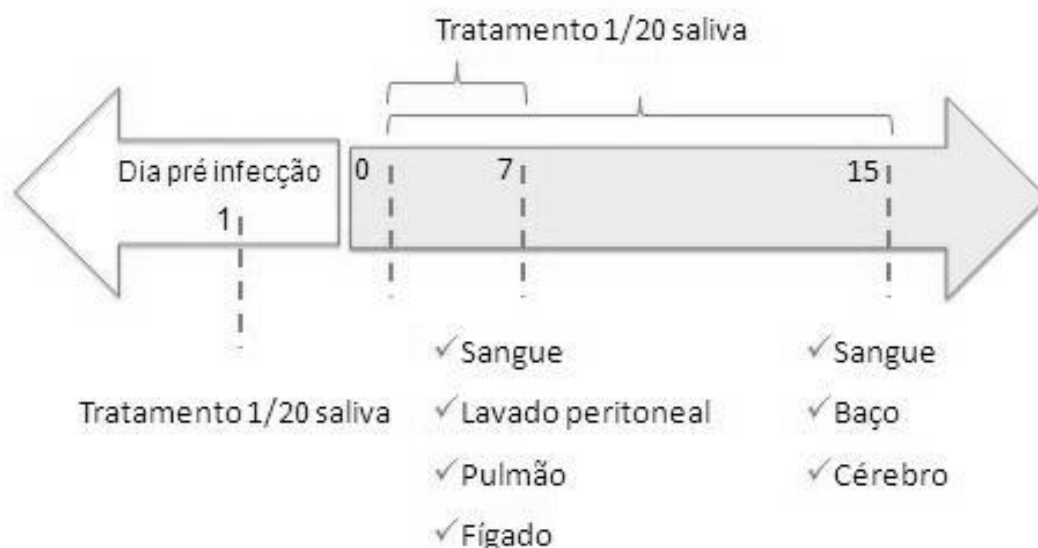 Tratamento 1/20 saliva
Dia pré infecção
1
0
7
15
Tratamento 1/20 saliva
✓Sangue
✓Lavado peritoneal
✓Pulmão
✓Fígado
✓Sangue
✓Baço
✓Cérebro